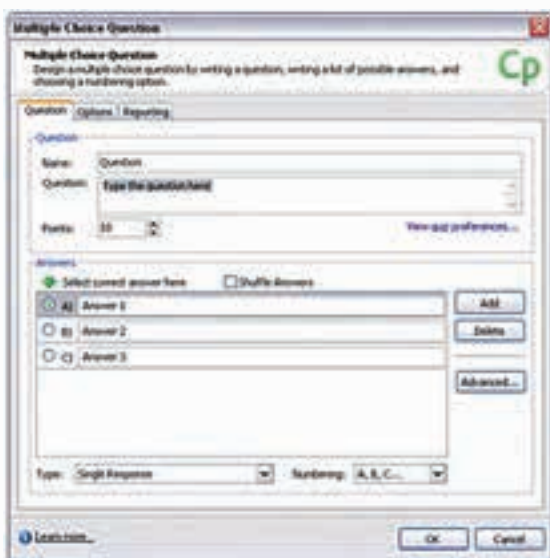 Multiple Choice Question
Multiple Choice Question
Design a multiple choice question by writing a question, writing a list of possible answers, and
choosing a numbering option.
Cp
Question Options Reporting
Question
Name: Question
Question: Type the question here
Points: 10 View quiz preferences...
Answers
Select correct answer here Shuffle Answers
A) Answer 1 Add
B) Answer 2 Delete
C) Answer 3
Advanced...
Type: Single Response Numbering: A, B, C...
Learn more... OK Cancel